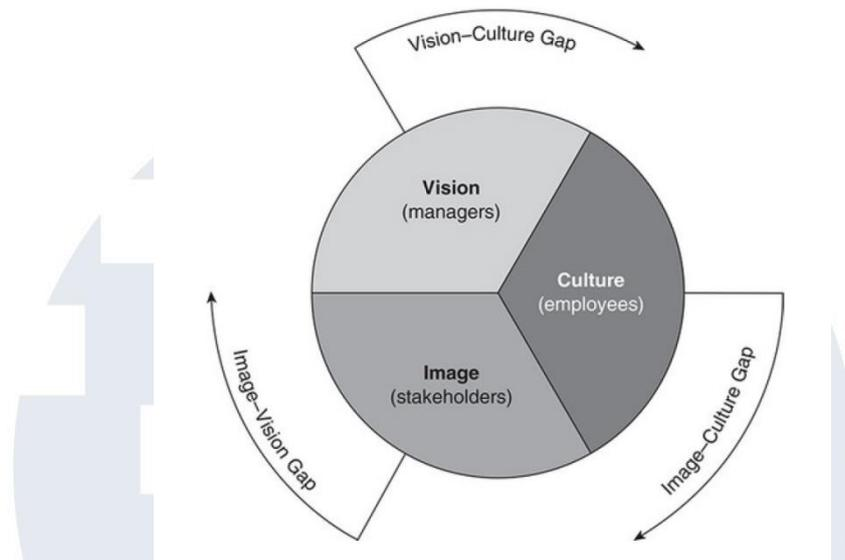 Vision–Culture Gap
Vision
(managers)
Culture
(employees)
Image
(stakeholders)
Image–Vision Gap
Image–Culture Gap